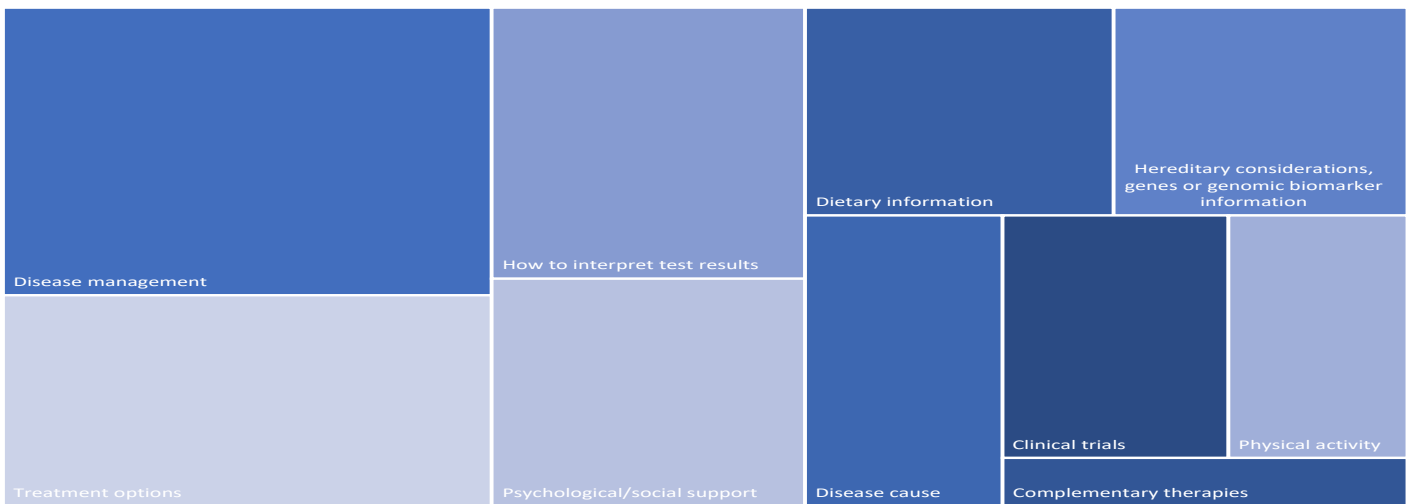 Disease management
Treatment options
How to interpret test results
Psychological/social support
Dietary information
Hereditary considerations,
genes or genomic biomarker
information
Disease cause
Clinical trials
Physical activity
Complementary therapies